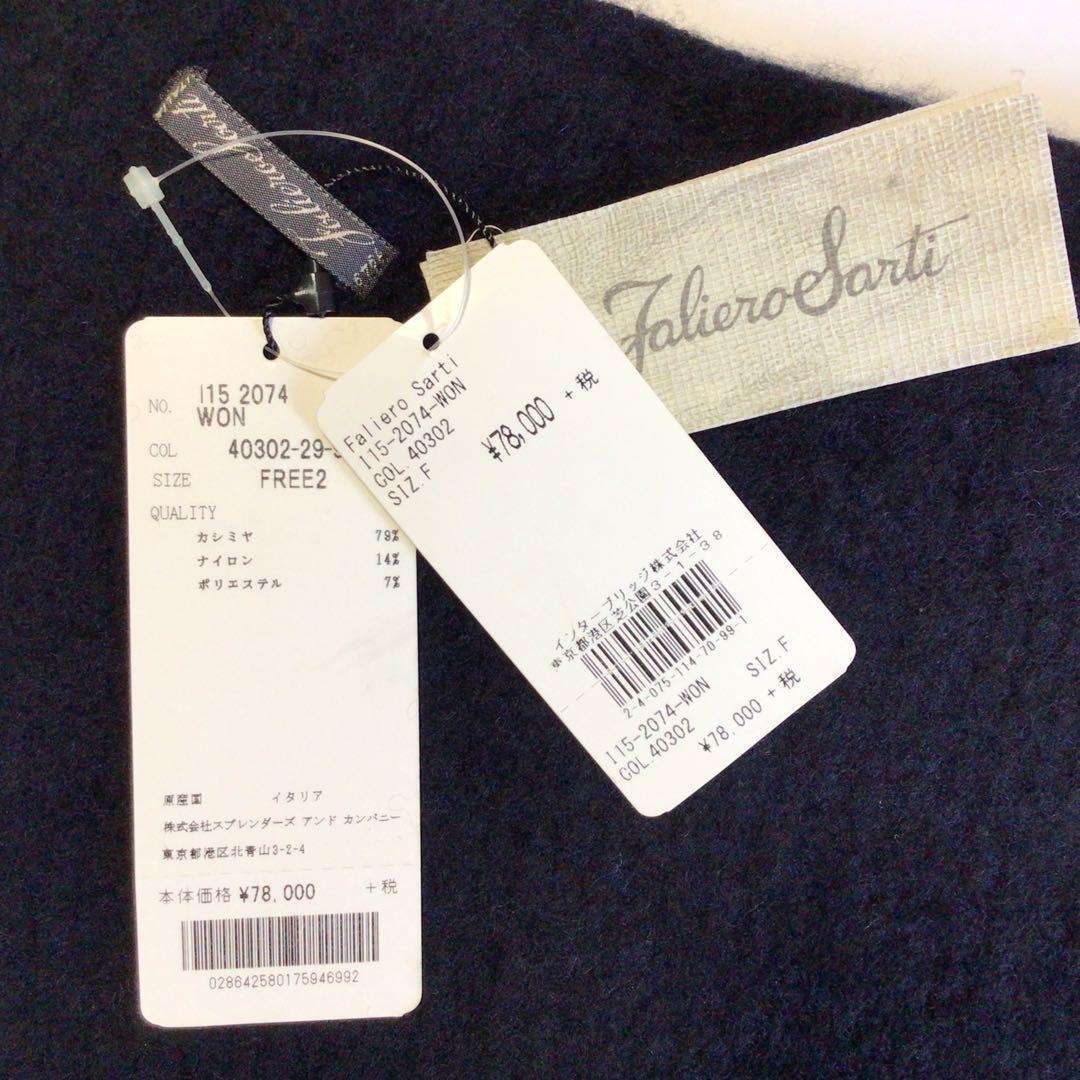 Faliero Sarti
Faliero Sarti
NO. I15 2074
WON
COL 40302-29-
SIZE FREE2
QUALITY
カシミヤ 79%
ナイロン 14%
ポリエステル 7%
原産国 イタリア
株式会社スプレンダーズ アンド カンパニー
東京都港区北青山3-2-4
本体価格 ¥78,000 +税
028642580175946992
Faliero Sarti
I15-2074-WON
COL.40302
SIZ.F
¥78,000 +税
インターブリッジ株式会社
東京都港区芝公園3-1-38
2-4-075-114-70-99-1
I15-2074-WON SIZ.F
COL.40302 ¥78,000 +税